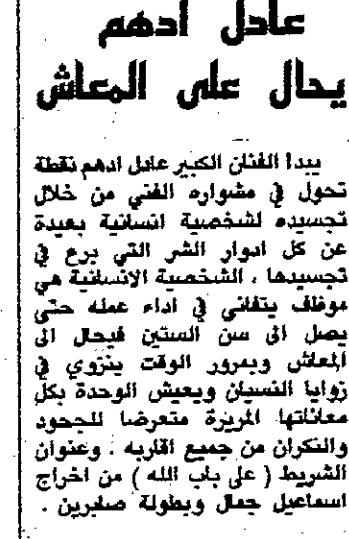 عادل ادهم
يحال على المعاش
يبدا الفنان الكبير عادل ادهم نقطة
تحول في مشواره الفني من خلال
تجسيده لشخصية انسانية بعيدة
عن كل ادوار الشر التي برع في
تجسيدها ، الشخصية الانسانية هي
موظف يتفانى في اداء عمله حتى
يصل الى سن الستين فيحال الى
المعاش وبمرور الوقت ينزوي في
زوايا النسيان ويعيش الوحدة بكل
معاناتها المريرة متعرضا للجحود
والنكران من جميع اقاربه . وعنوان
الشريط ( على باب الله ) من اخراج
اسماعيل جمال وبطولة صابرين .